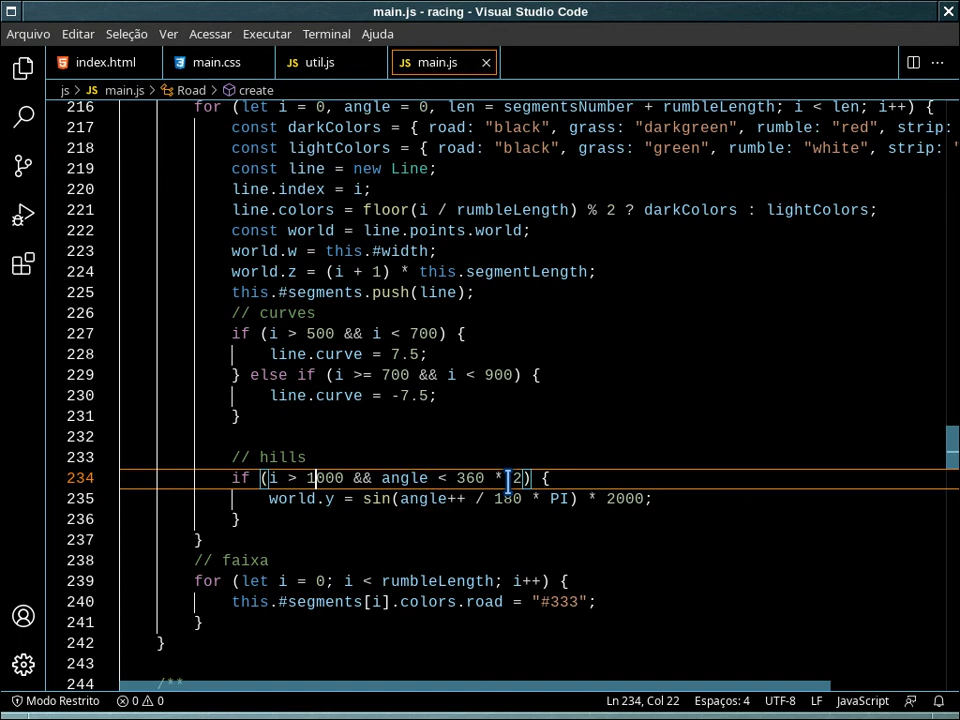 main.js - racing - Visual Studio Code
Arquivo Editar Seleção Ver Acessar Executar Terminal Ajuda
index.html main.css JS util.js JS main.js
js > JS main.js > Road > create
216 for (let i = 0, angle = 0, len = segmentsNumber + rumbleLength; i < len; i++) {
217 const darkColors = { road: "black", grass: "darkgreen", rumble: "red", strip:
218 const lightColors = { road: "black", grass: "green", rumble: "white", strip: "
219 const line = new Line;
220 line.index = i;
221 line.colors = floor(i / rumbleLength) % 2 ? darkColors : lightColors;
222 const world = line.points.world;
223 world.w = this.#width;
224 world.z = (i + 1) * this.segmentLength;
225 this.#segments.push(line);
226 // curves
227 if (i > 500 && i < 700) {
228 line.curve = 7.5;
229 } else if (i >= 700 && i < 900) {
230 line.curve = -7.5;
231 }
232
233 // hills
234 if (i > 1000 && angle < 360 * 2) {
235 world.y = sin(angle++ / 180 * PI) * 2000;
236 }
237 }
238 // faixa
239 for (let i = 0; i < rumbleLength; i++) {
240 this.#segments[i].colors.road = "#333";
241 }
242 }
243
244 /**
Modo Restrito 0 0 Ln 234, Col 22 Espaços: 4 UTF-8 LF JavaScript